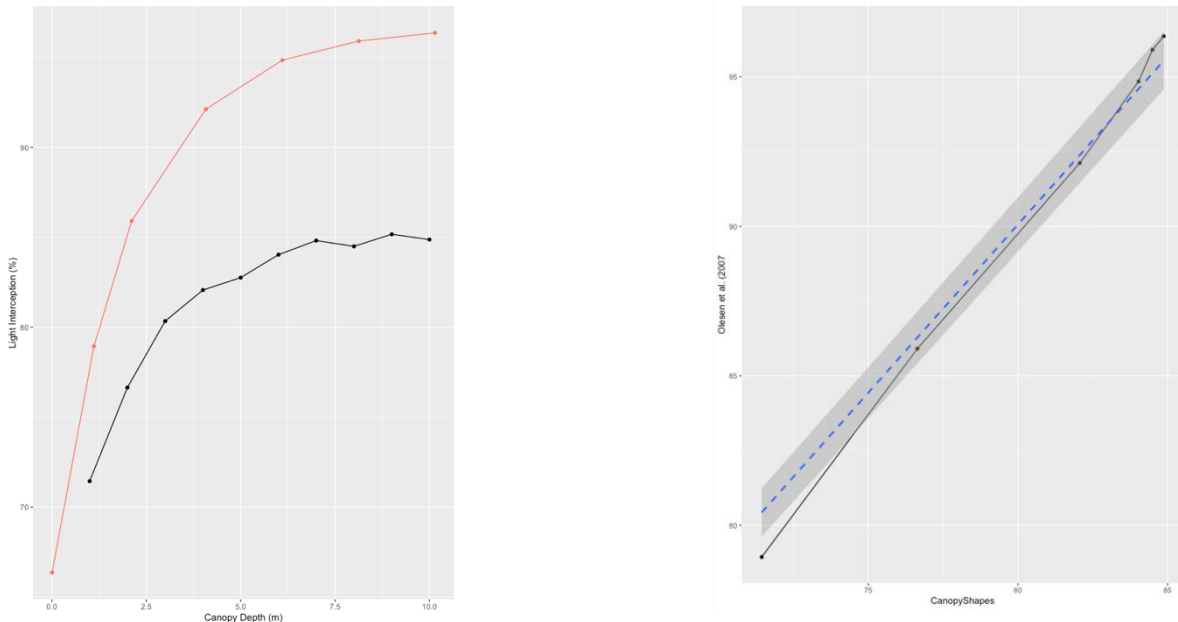 90
80
70
Light Interception (%)
0.0 2.5 5.0 7.5 10.0
Canopy Depth (m)
95
90
85
80
Olesen et al. (2007
75 80 85
CanopyShapes